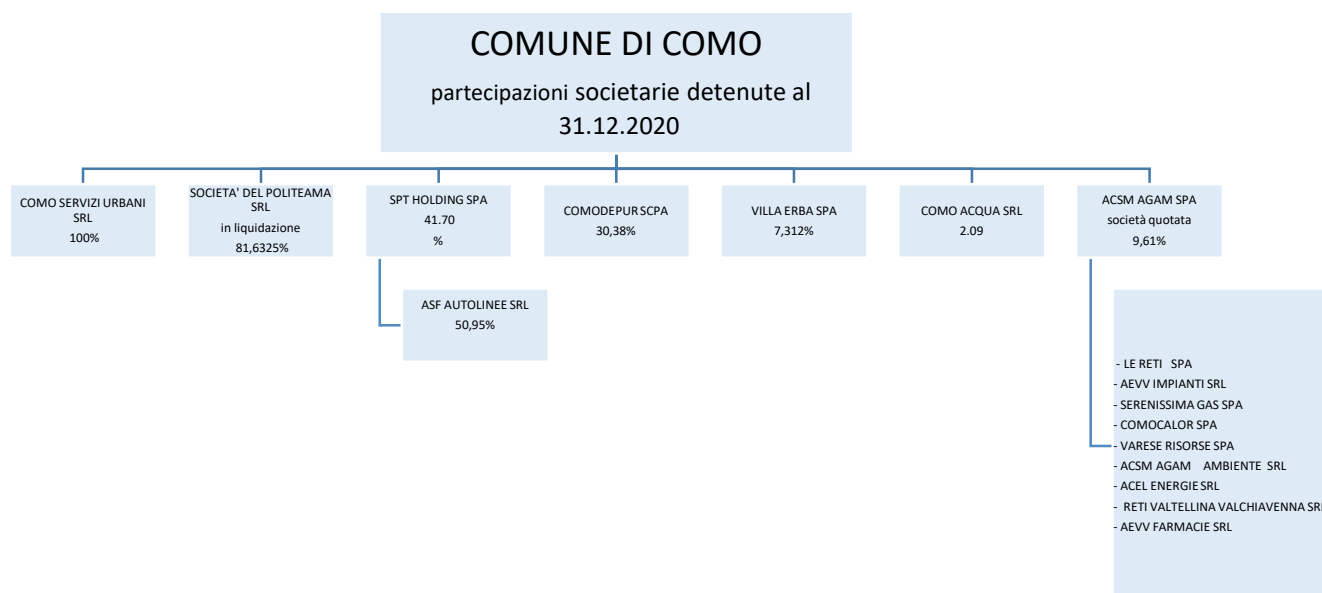 COMUNE DI COMO
partecipazioni societarie detenute al
31.12.2020
COMO SERVIZI URBANI
SRL
100%
SOCIETA' DEL POLITEAMA
SRL
in liquidazione
81,6325%
SPT HOLDING SPA
41.70
%
COMODEPUR SCPA
30,38%
VILLA ERBA SPA
7,312%
COMO ACQUA SRL
2.09
ACSM AGAM SPA
società quotata
9,61%
ASF AUTOLINEE SRL
50,95%
- LE RETI SPA
- AEVV IMPIANTI SRL
- SERENISSIMA GAS SPA
- COMOCALOR SPA
- VARESE RISORSE SPA
- ACSM AGAM AMBIENTE SRL
- ACEL ENERGIE SRL
- RETI VALTELLINA VALCHIAVENNA SRL
- AEVV FARMACIE SRL